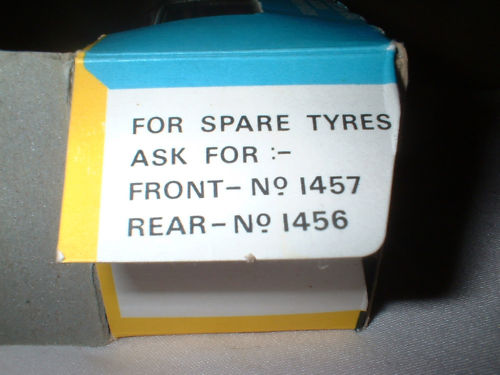 FOR SPARE TYRES
ASK FOR :-
FRONT- Nº 1457
REAR-Nº 1456